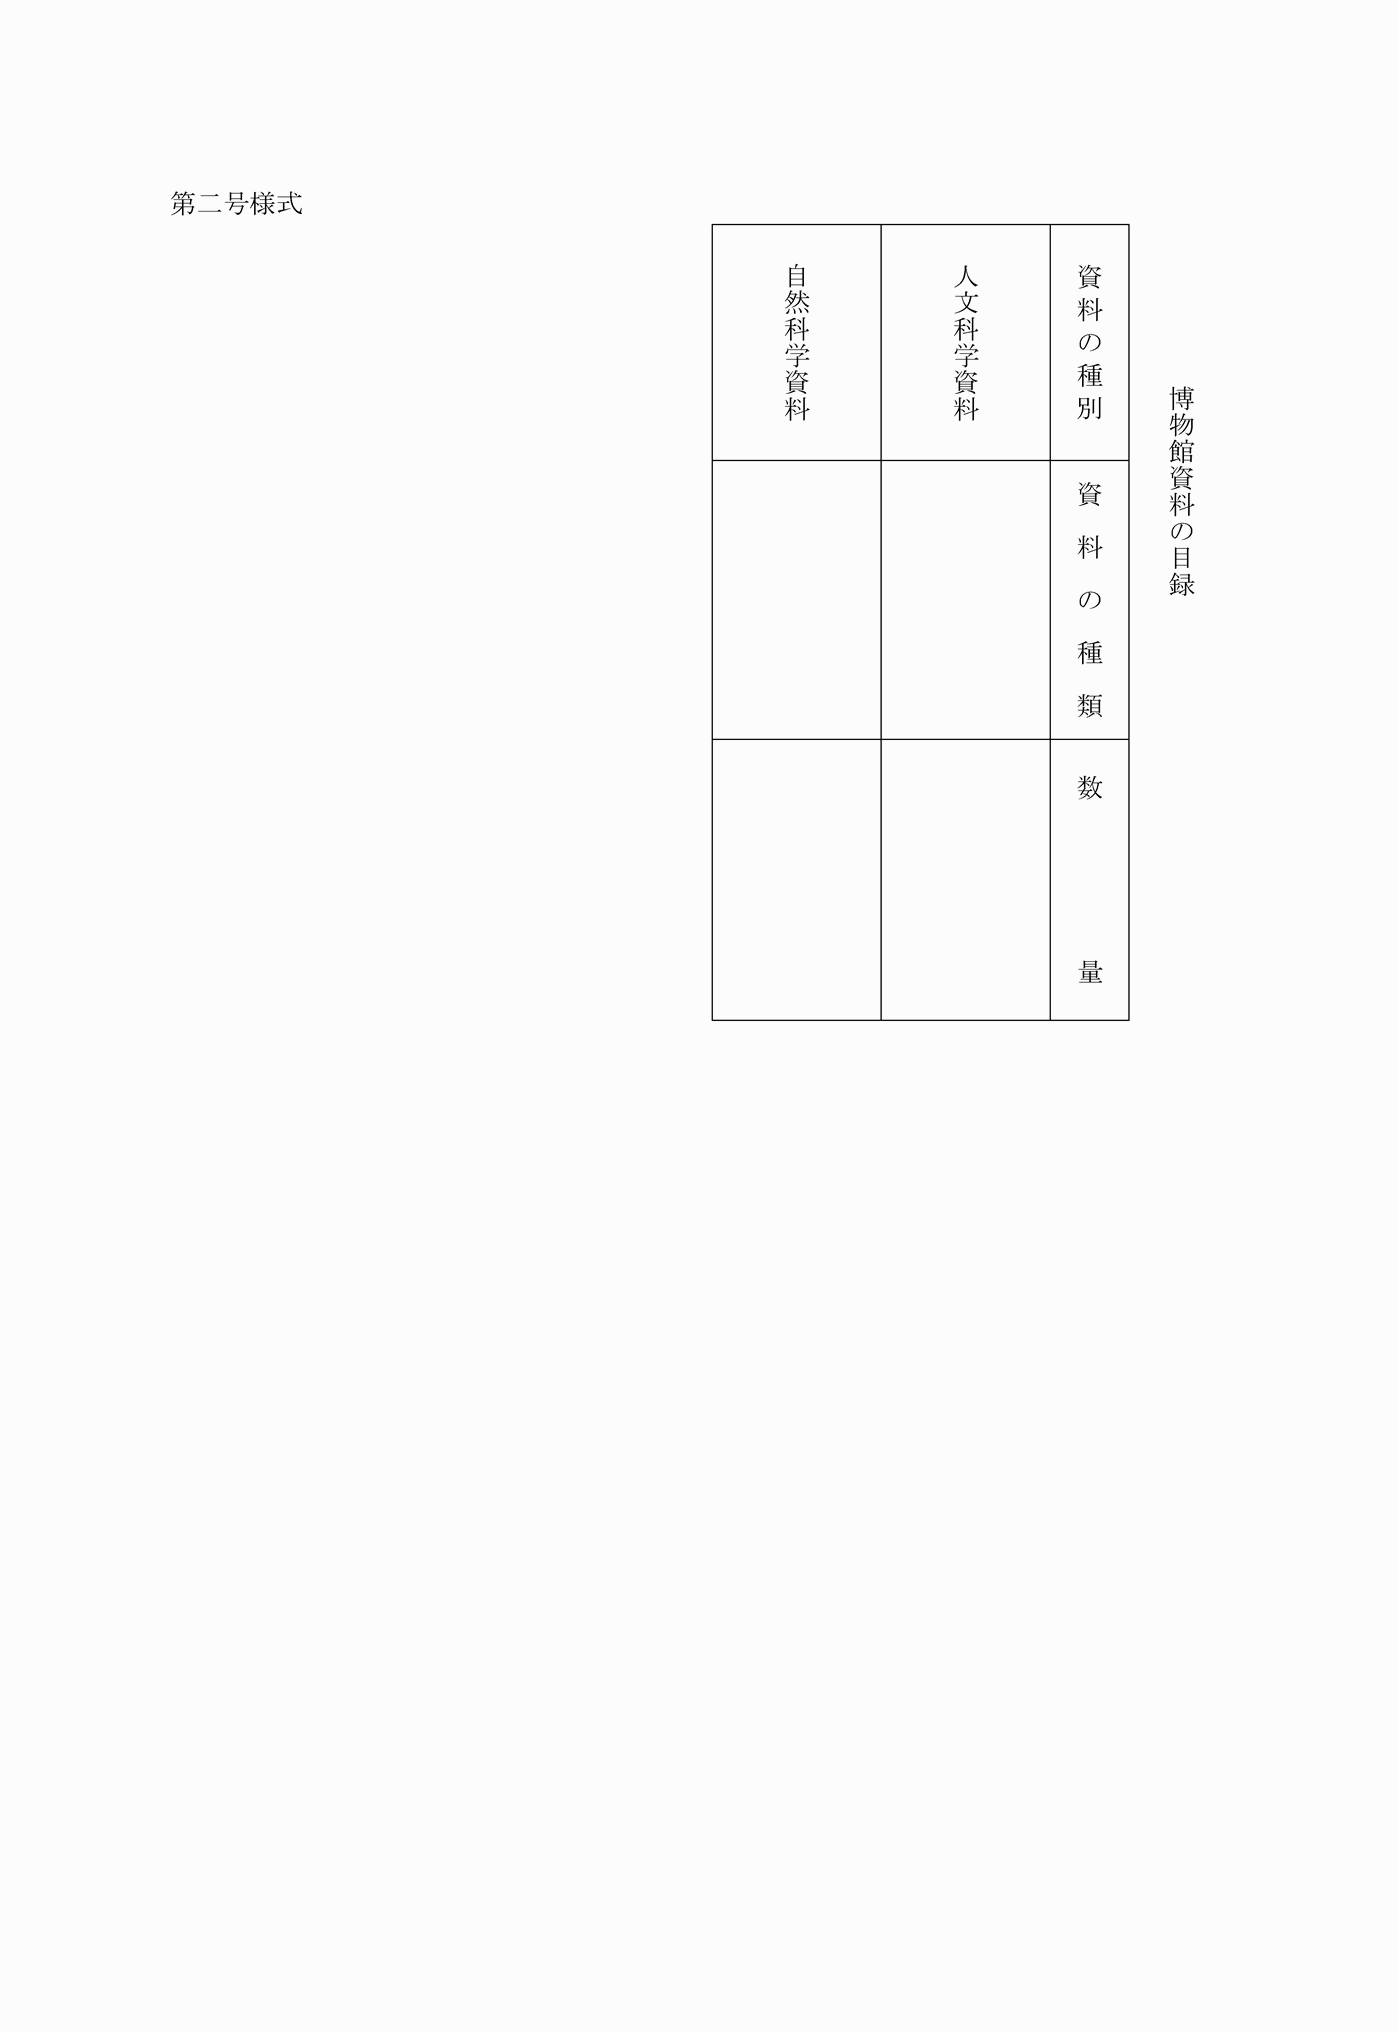 第二号様式
博物館資料の目録
資料の種別
資料の種類
数量
人文科学資料
自然科学資料